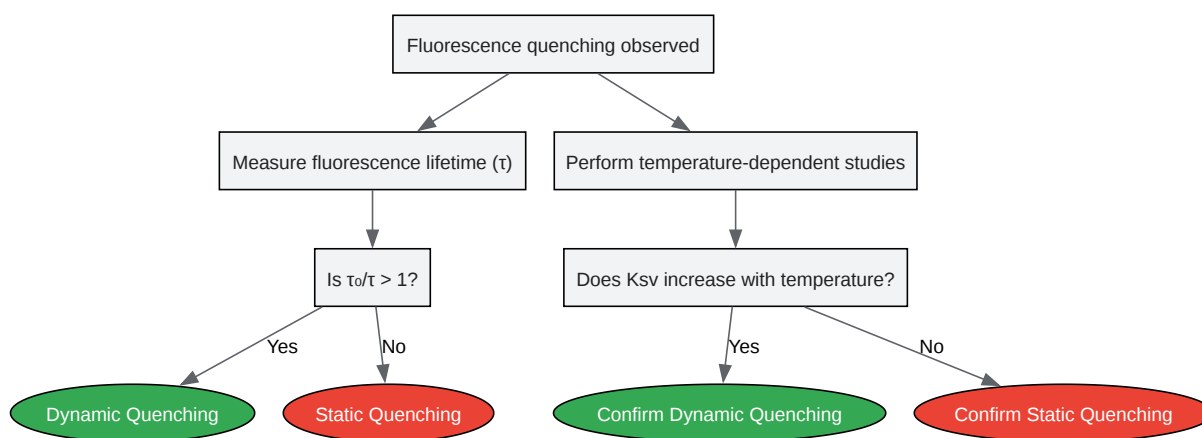 Fluorescence quenching observed
Measure fluorescence lifetime (τ)
Perform temperature-dependent studies
Is τ₀/τ > 1?
Does Ksv increase with temperature?
Yes
No
Yes
No
Dynamic Quenching
Static Quenching
Confirm Dynamic Quenching
Confirm Static Quenching